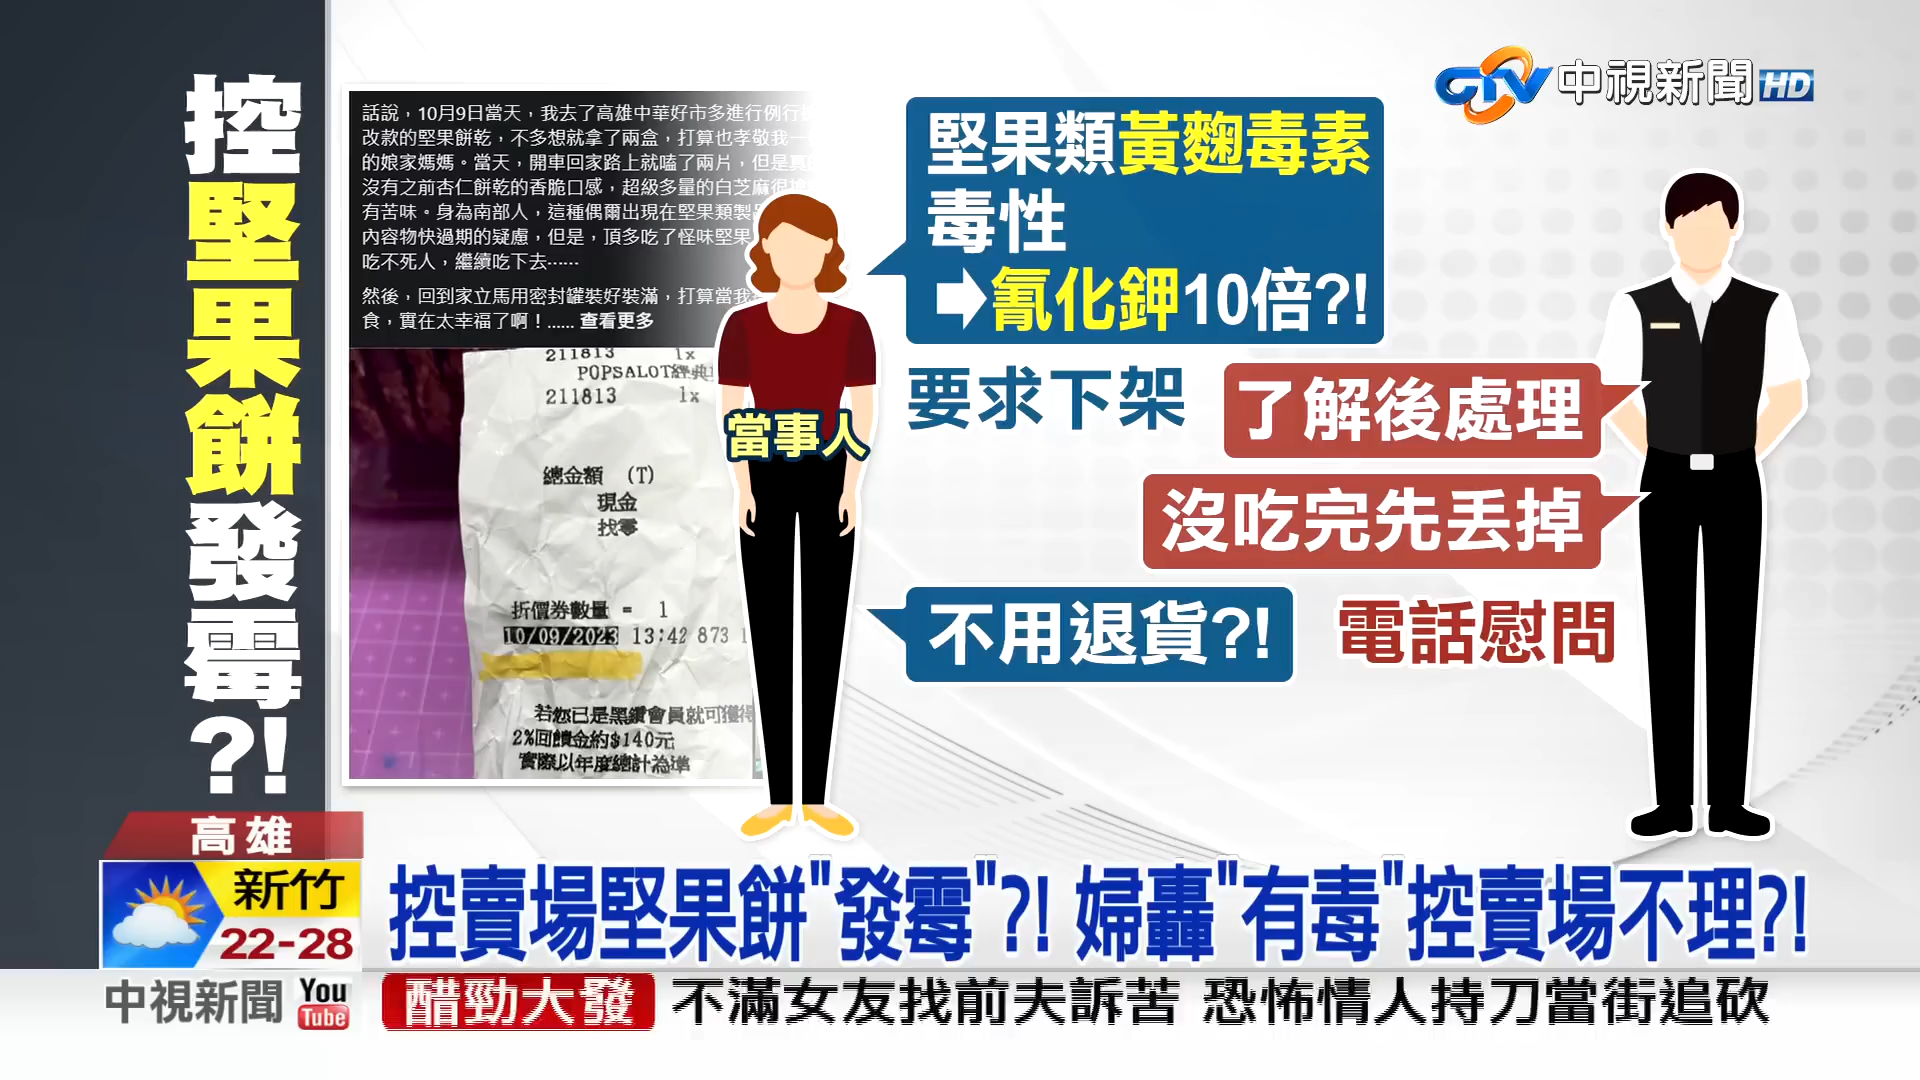 控堅果餅發霉?!
話說，10月9日當天，我去了高雄中華好市多進行例行
改款的堅果餅乾，不多想就拿了兩盒，打算也孝敬我一
的娘家媽媽。當天，開車回家路上就嗑了兩片，但是真
沒有之前杏仁餅乾的香脆口感，超級多量的白芝麻很
有苦味。身為南部人，這種偶爾出現在堅果類製
內容物快過期的疑慮，但是，頂多吃了怪味堅果
吃不死人，繼續吃下去……
然後，回到家立馬用密封罐裝好裝滿，打算當我
食，實在太幸福了啊！...... 查看更多
211813 1x
POPSALOT經典
211813 1x
總金額 (T)
現金
找零
折價券數量 = 1
10/09/2023 13:42 873
若您已是黑鑽會員就可獲得
2%回饋金約$140元
實際以年度總計為準
當事人
堅果類黃麴毒素
毒性
➡氰化鉀10倍?!
要求下架
了解後處理
沒吃完先丟掉
不用退貨?!
電話慰問
CTV 中視新聞 HD
高雄
新竹
22-28
控賣場堅果餅"發霉"?! 婦轟"有毒"控賣場不理?!
中視新聞 YouTube
醋勁大發 不滿女友找前夫訴苦 恐怖情人持刀當街追砍